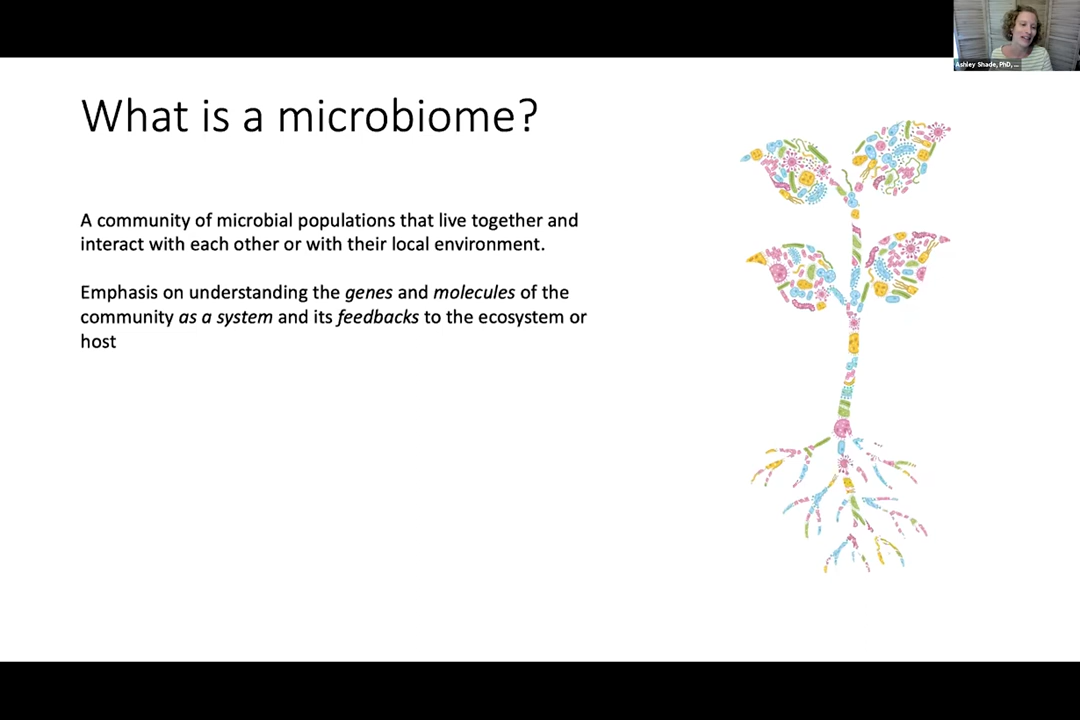 Ashley Shade, PhD, ...
What is a microbiome?
A community of microbial populations that live together and
interact with each other or with their local environment.
Emphasis on understanding the genes and molecules of the
community as a system and its feedbacks to the ecosystem or
host